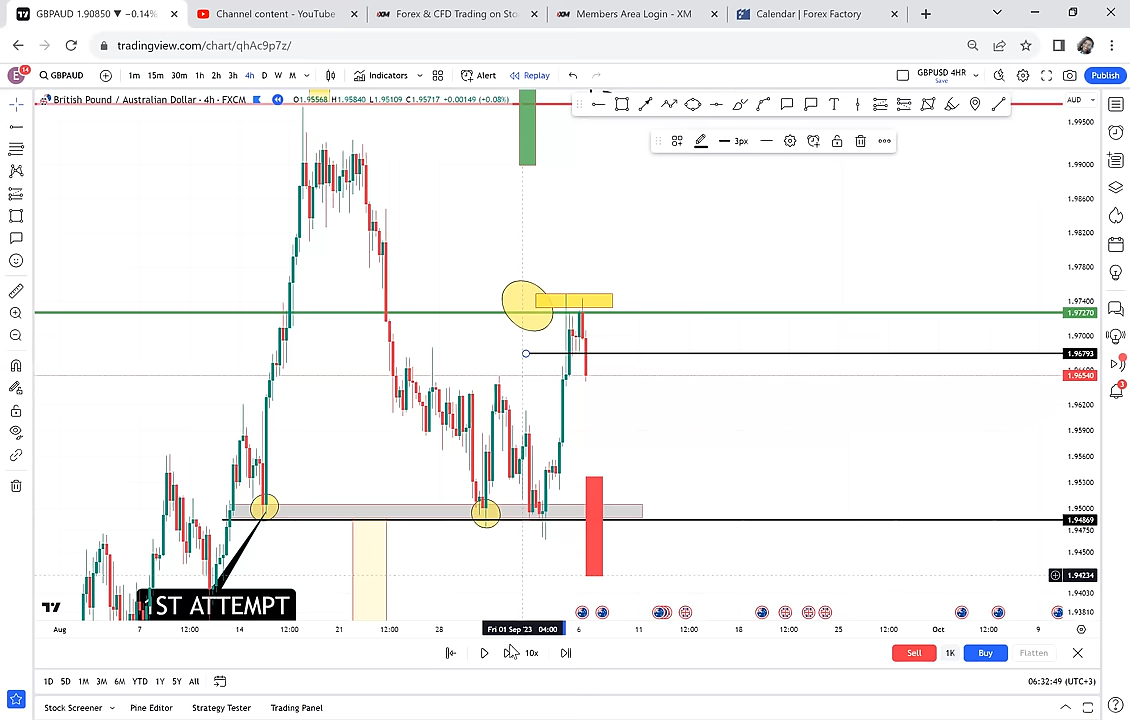 GBPAUD 1.90850 ▼ −0.14%
Channel content - YouTube
Forex & CFD Trading on Sto
Members Area Login - XM
Calendar | Forex Factory
tradingview.com/chart/qhAc9p7z/
E
14
GBPAUD
1m 15m 30m 1h 2h 3h 4h D W M
Indicators
Alert
Replay
GBPUSD 4HR
Save
Publish
British Pound / Australian Dollar · 4h · FXCM
O1.95568 H1.95840 L1.95109 C1.95717 +0.00149 (+0.08%)
AUD
3px
1.99500
1.99000
1.98600
1.98200
1.97800
1.97400
1.97270
1.97000
1.96793
1.96540
1.96200
1.95900
1.95600
1.95300
1.95000
1.94869
1.94750
1.94500
1.94234
1.94030
1.93810
1ST ATTEMPT
Aug 7 12:00 14 12:00 21 12:00 28 Fri 01 Sep '23 04:00 6 11 12:00 18 12:00 25 12:00 Oct 12:00 9
10x
Sell
1K
Buy
Flatten
1D 5D 1M 3M 6M YTD 1Y 5Y All
06:32:49 (UTC+3)
Stock Screener
Pine Editor
Strategy Tester
Trading Panel
3